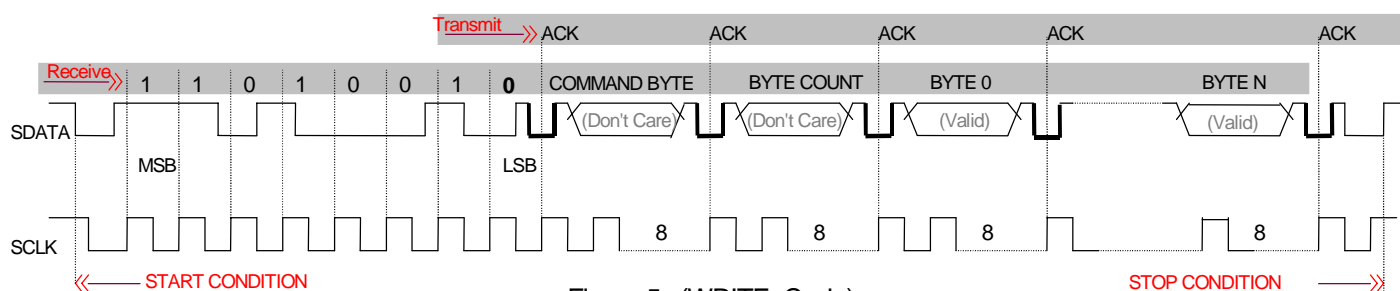 Transmit ACK ACK ACK ACK ACK
Receive 1 1 0 1 0 0 1 0 COMMAND BYTE BYTE COUNT BYTE 0 BYTE N
SDATA (Don't Care) (Don't Care) (Valid) (Valid)
MSB LSB
SCLK 8 8 8 8
START CONDITION STOP CONDITION